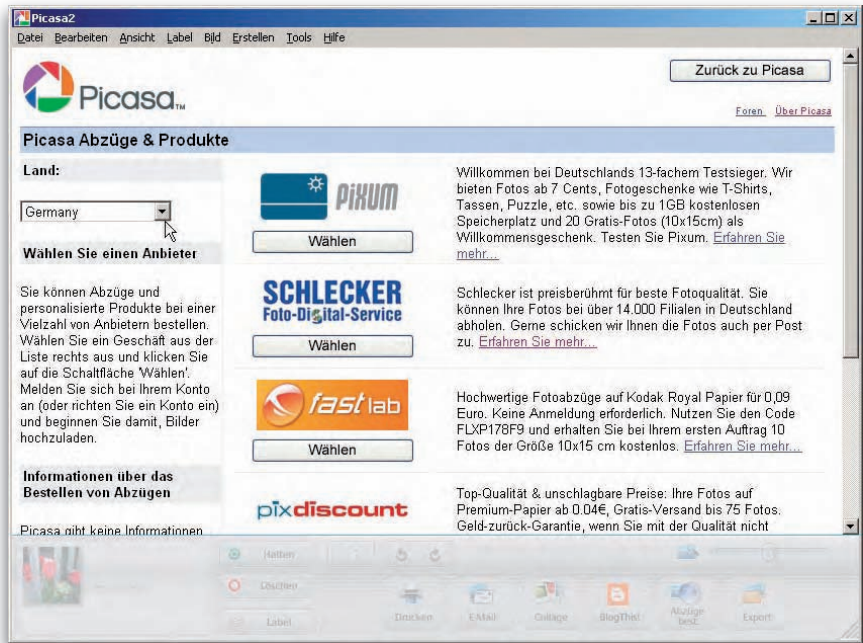 Picasa2
Datei Bearbeiten Ansicht Label Bild Erstellen Tools Hilfe
Picasa™
Zurück zu Picasa
Foren Über Picasa
Picasa Abzüge & Produkte
Land:
Germany
Wählen Sie einen Anbieter
Sie können Abzüge und
personalisierte Produkte bei einer
Vielzahl von Anbietern bestellen.
Wählen Sie ein Geschäft aus der
Liste rechts aus und klicken Sie
auf die Schaltfläche 'Wählen'.
Melden Sie sich bei Ihrem Konto
an (oder richten Sie ein Konto ein)
und beginnen Sie damit, Bilder
hochzuladen.
Informationen über das
Bestellen von Abzügen
Picasa gibt keine Informationen
PIXUM
Wählen
Willkommen bei Deutschlands 13-fachem Testsieger. Wir
bieten Fotos ab 7 Cents, Fotogeschenke wie T-Shirts,
Tassen, Puzzle, etc. sowie bis zu 1GB kostenlosen
Speicherplatz und 20 Gratis-Fotos (10x15cm) als
Willkommensgeschenk. Testen Sie Pixum. Erfahren Sie
mehr...
SCHLECKER
Foto-Digital-Service
Wählen
Schlecker ist preisberühmt für beste Fotoqualität. Sie
können Ihre Fotos bei über 14.000 Filialen in Deutschland
abholen. Gerne schicken wir Ihnen die Fotos auch per Post
zu. Erfahren Sie mehr...
fast lab
Wählen
Hochwertige Fotoabzüge auf Kodak Royal Papier für 0,09
Euro. Keine Anmeldung erforderlich. Nutzen Sie den Code
FLXP178F9 und erhalten Sie bei Ihrem ersten Auftrag 10
Fotos der Größe 10x15 cm kostenlos. Erfahren Sie mehr...
pixdiscount
Top-Qualität & unschlagbare Preise: Ihre Fotos auf
Premium-Papier ab 0.04€, Gratis-Versand bis 75 Fotos.
Geld-zurück-Garantie, wenn Sie mit der Qualität nicht
Halten
Löschen
Label
Drucken
E-Mail
Collage
BlogThis!
Abzüge
best.
Export